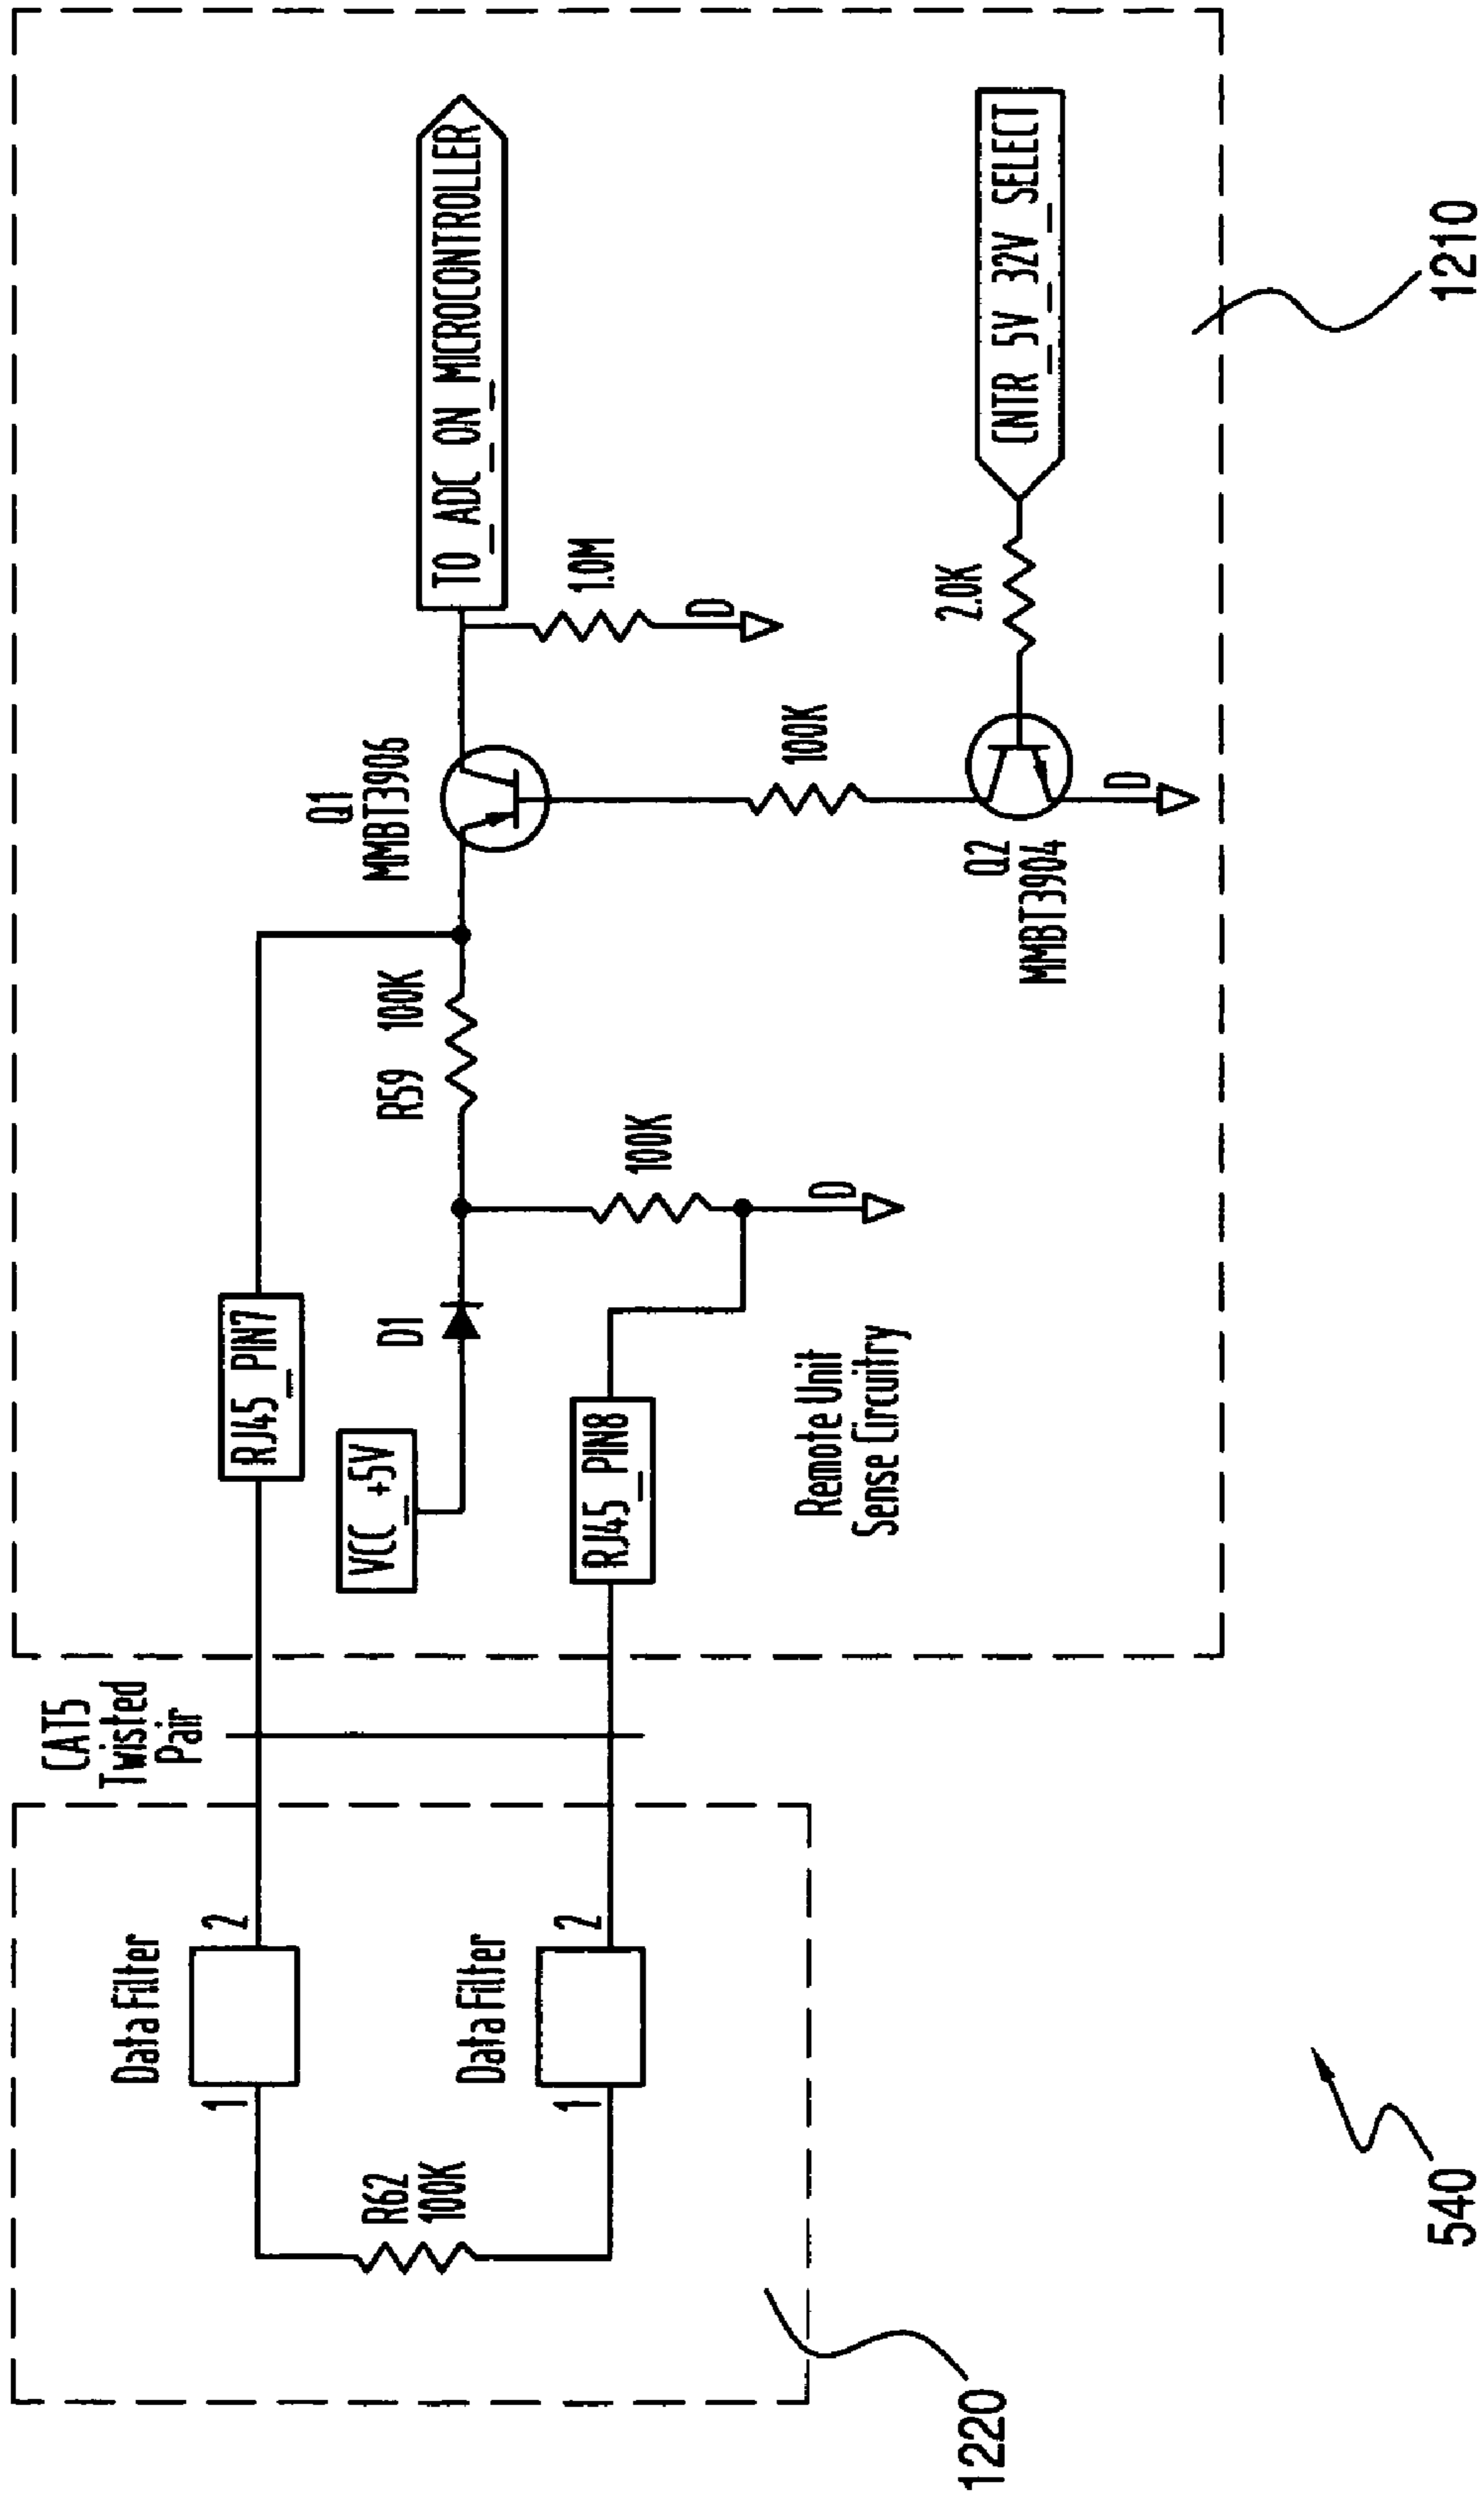 CAT5
Twisted
Pair
Data Filter
1
2
Data Filter
1
2
R62
100K
RJ45_PIN7
VCC_+5V
D1
R59 100K
100K
D
RJ45_PIN8
Remote Unit
Sense Circuitry
Q1
MMBT3906
TO_ADC_ON_MICROCONTROLLER
1.0M
D
100K
2.0K
CNTR_5V_32V_SELECT
Q2
MMBT3904
D
1220
540
1210